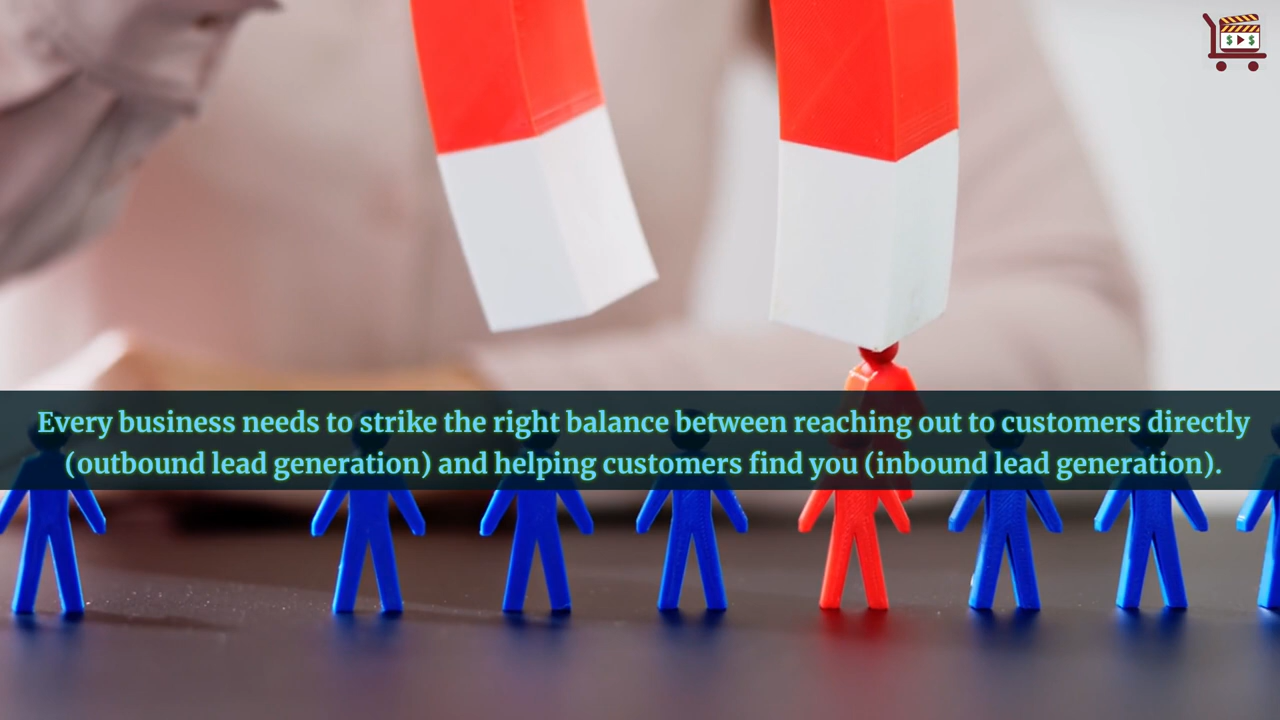 Every business needs to strike the right balance between reaching out to customers directly
(outbound lead generation) and helping customers find you (inbound lead generation).
$ $